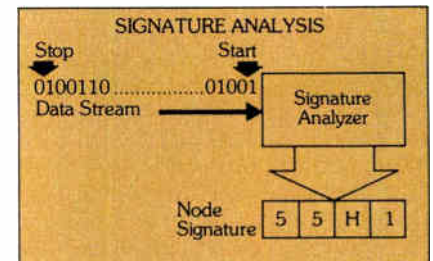 SIGNATURE ANALYSIS
Stop Start
0100110..................01001
Data Stream
Signature
Analyzer
Node
Signature
5 5 H 1